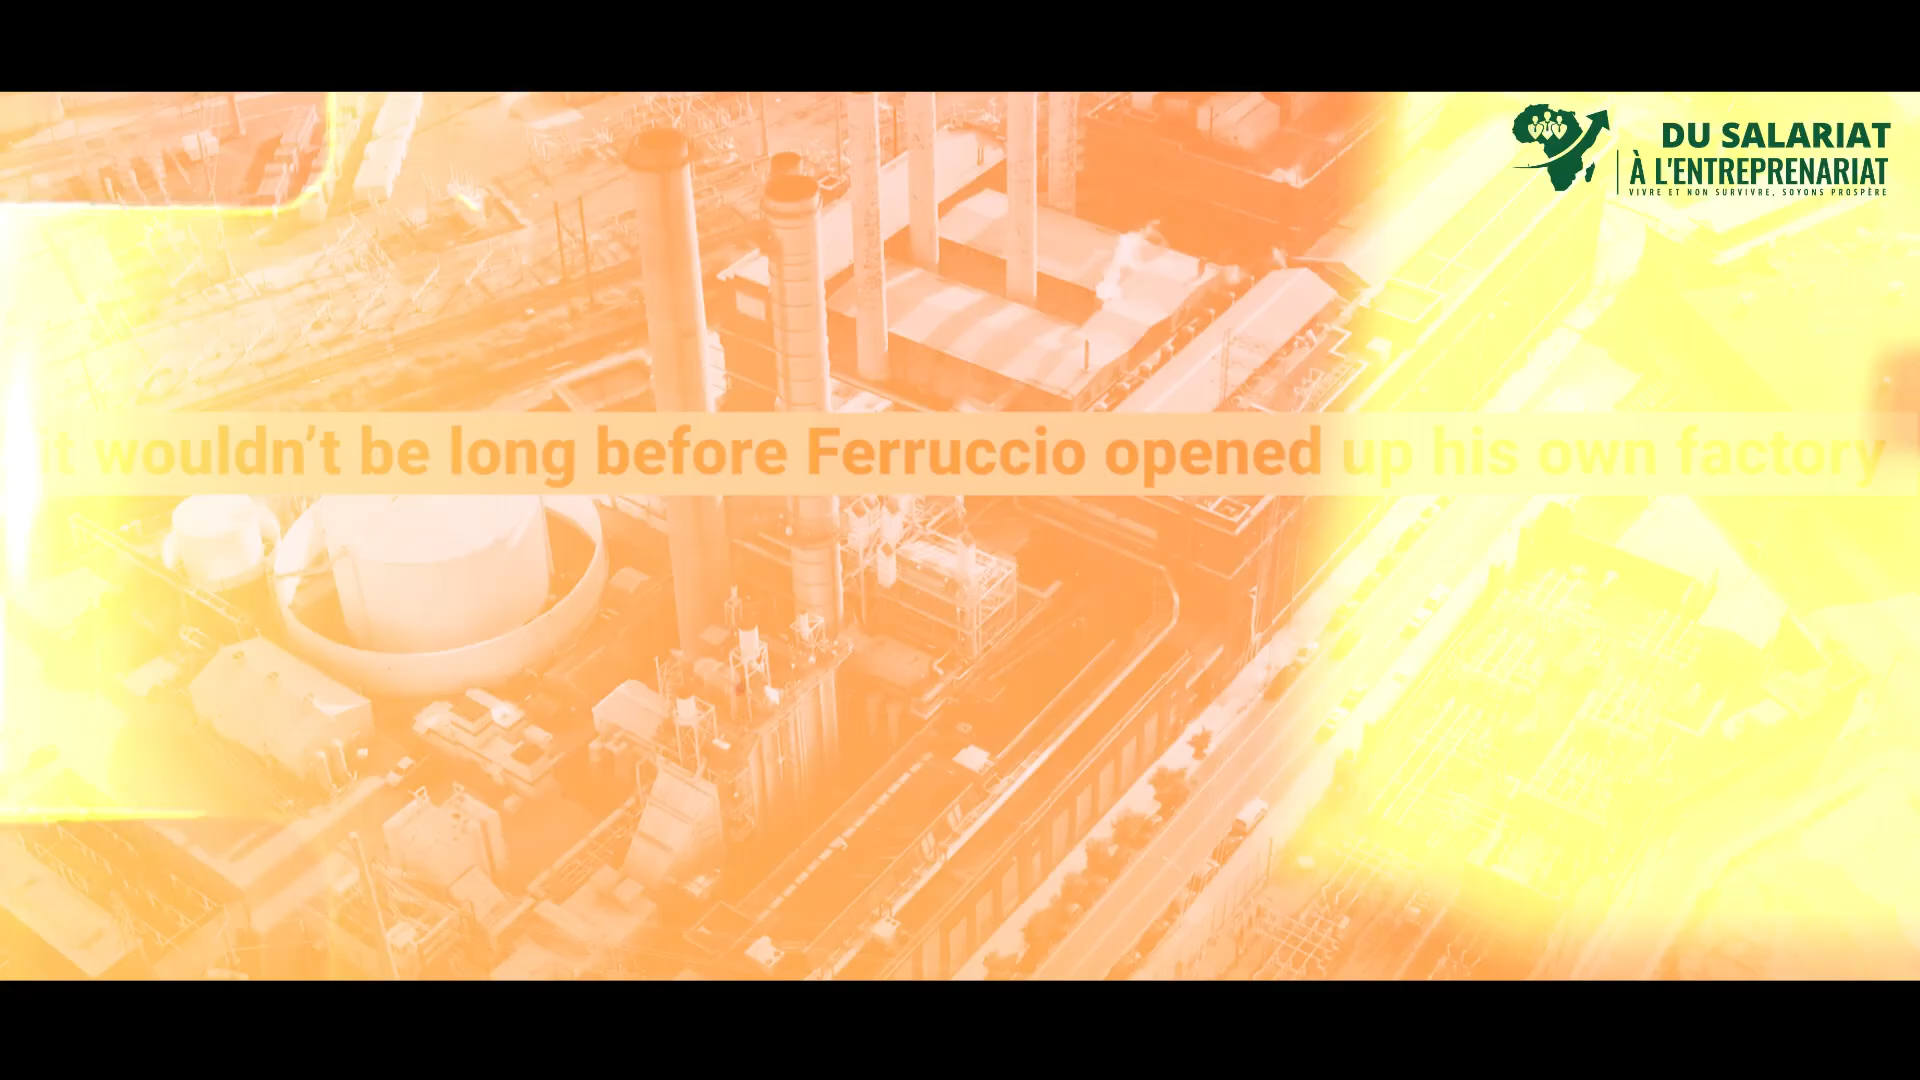 DU SALARIAT
À L'ENTREPRENARIAT
VIVRE ET NON SURVIVRE, SOYONS PROSPÈRE
it wouldn’t be long before Ferruccio opened up his own factory